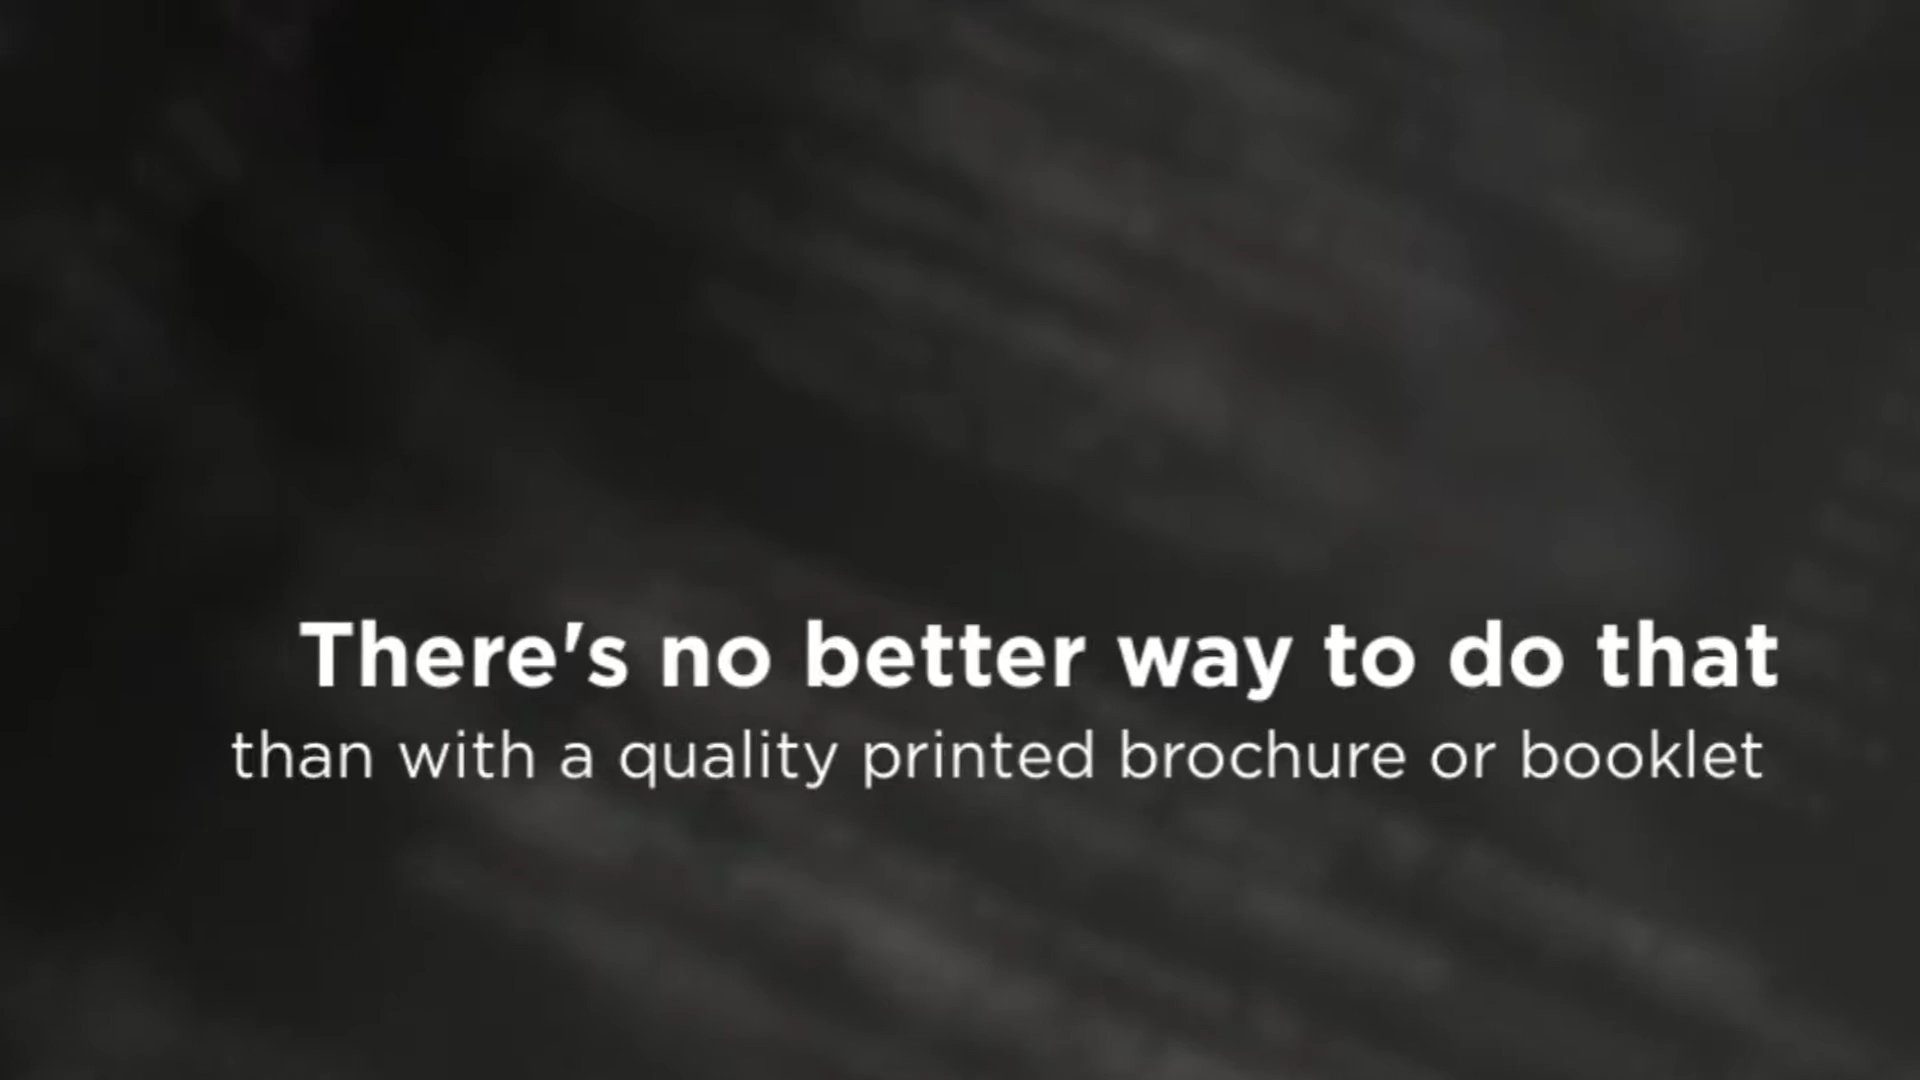 There's no better way to do that
than with a quality printed brochure or booklet